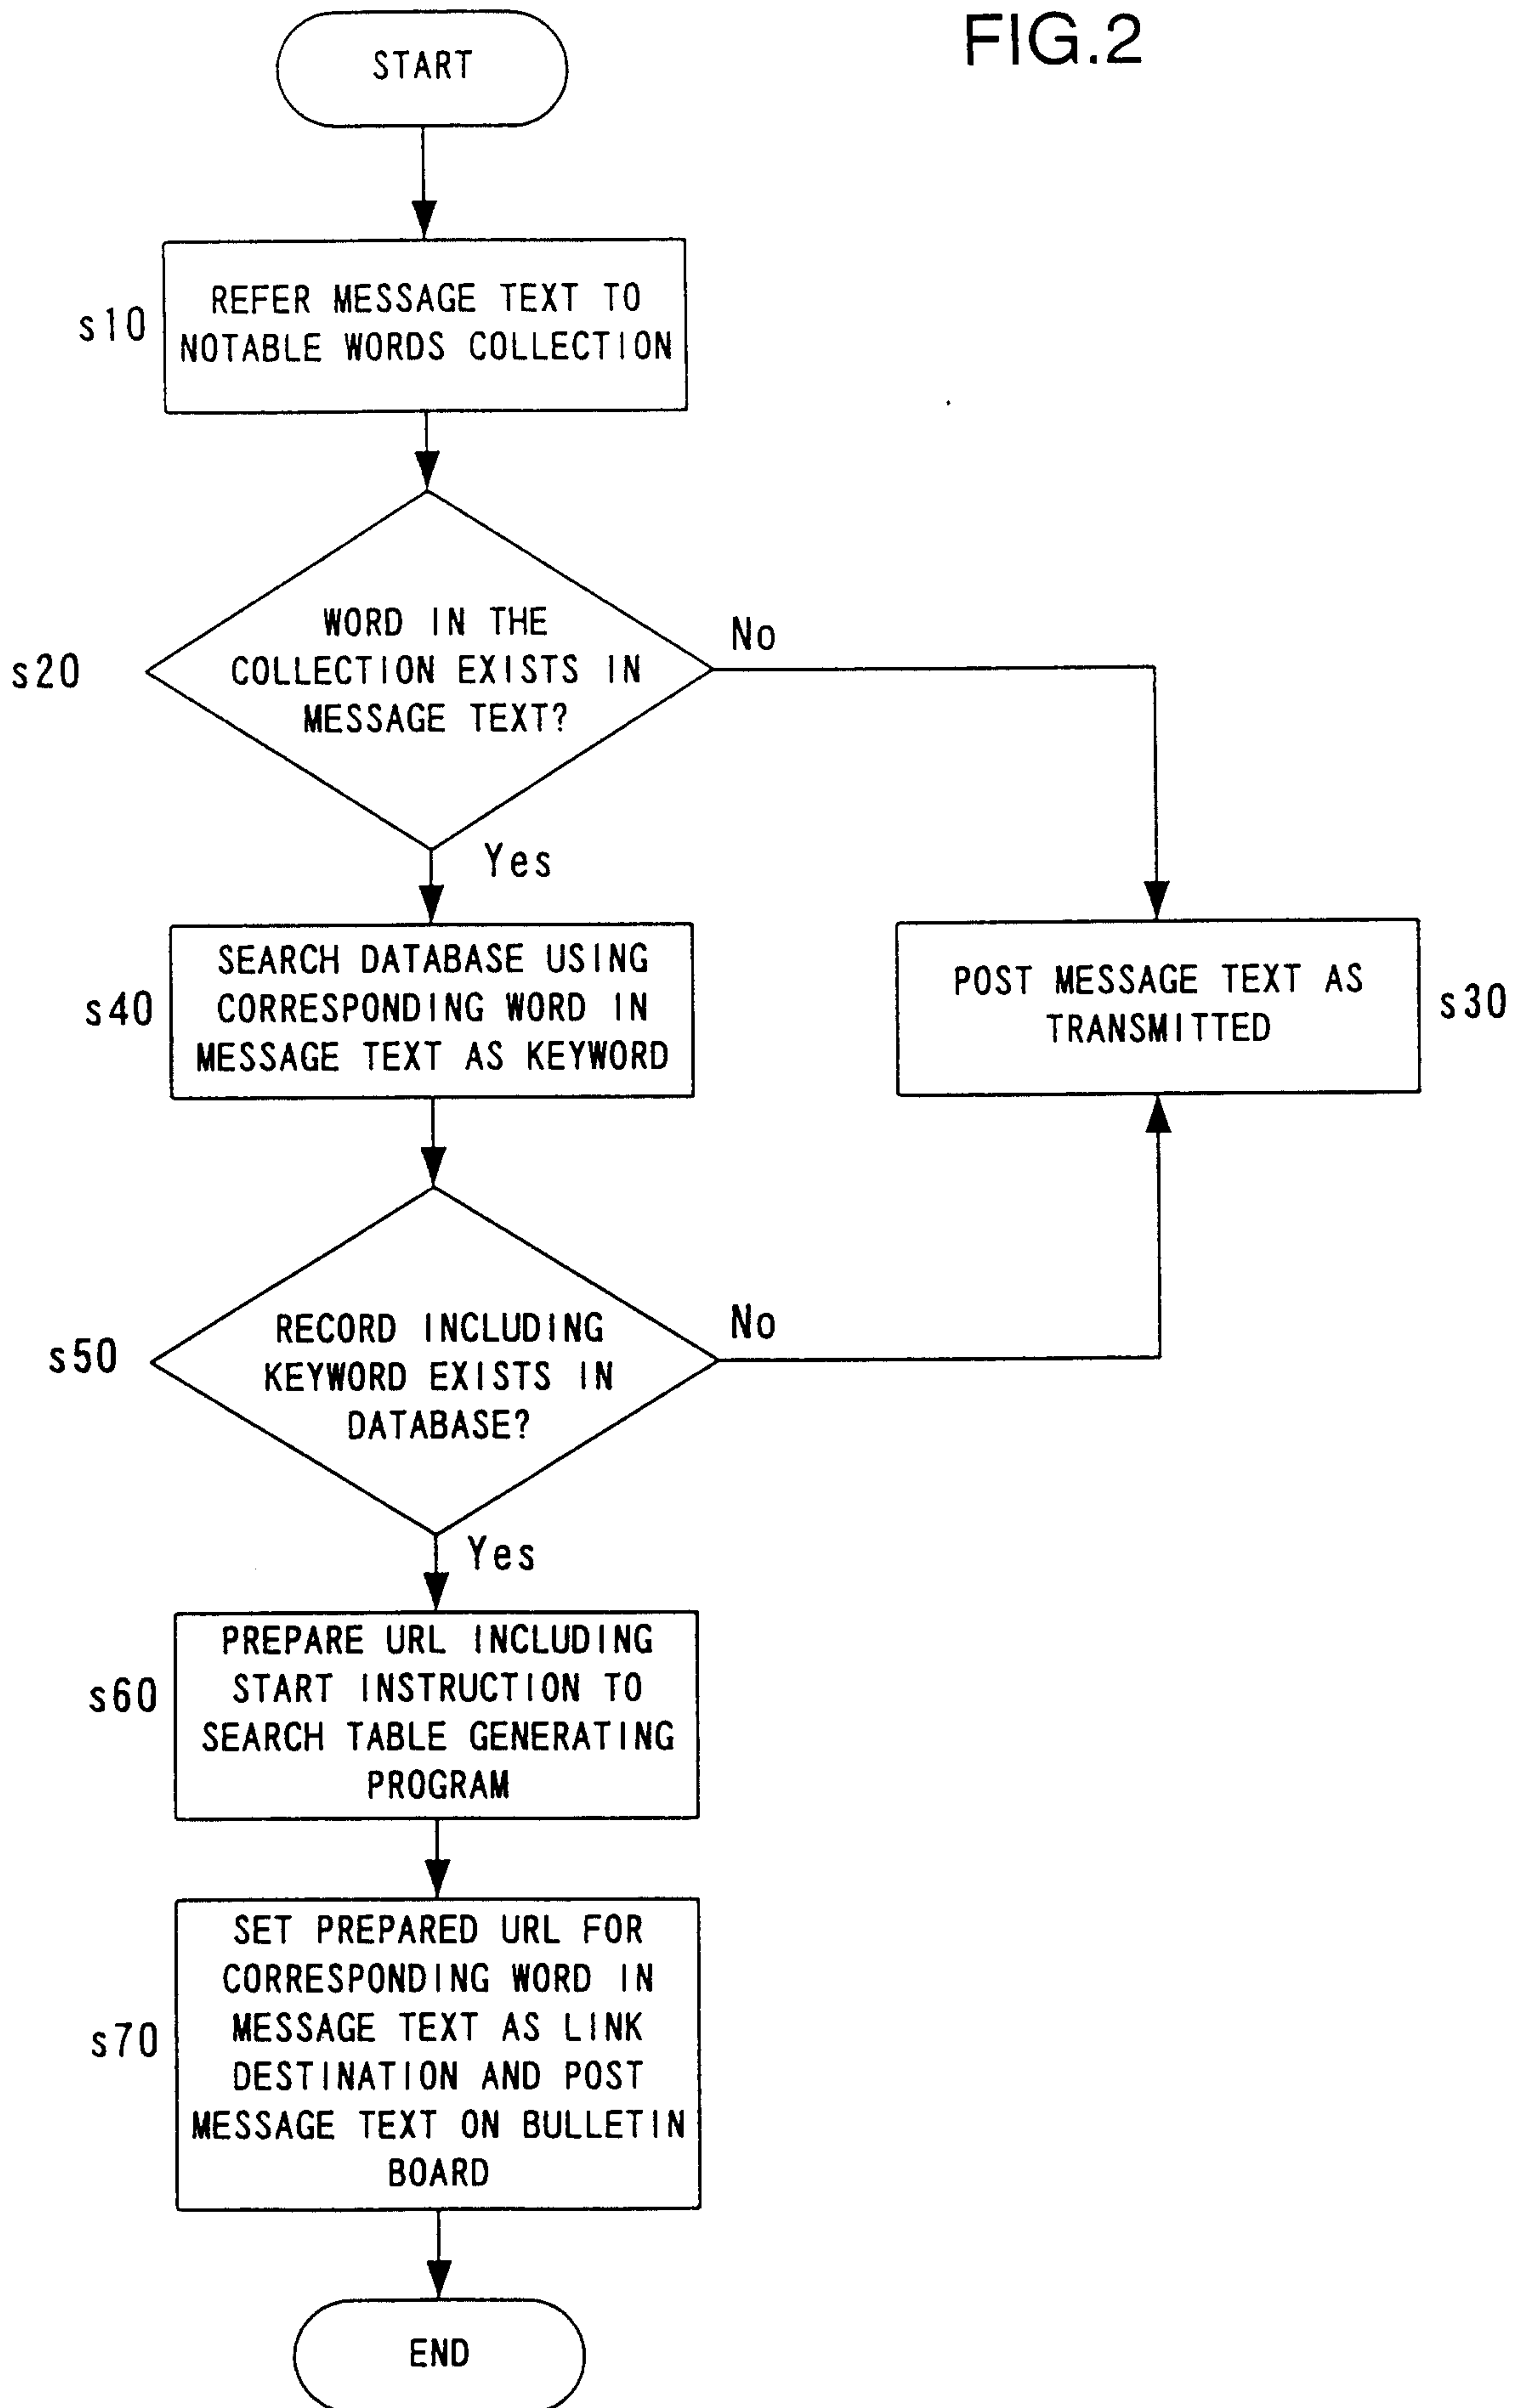 FIG.2
START
s10
REFER MESSAGE TEXT TO
NOTABLE WORDS COLLECTION
s20
WORD IN THE
COLLECTION EXISTS IN
MESSAGE TEXT?
No
Yes
s40
SEARCH DATABASE USING
CORRESPONDING WORD IN
MESSAGE TEXT AS KEYWORD
POST MESSAGE TEXT AS
TRANSMITTED
s30
s50
RECORD INCLUDING
KEYWORD EXISTS IN
DATABASE?
No
Yes
s60
PREPARE URL INCLUDING
START INSTRUCTION TO
SEARCH TABLE GENERATING
PROGRAM
s70
SET PREPARED URL FOR
CORRESPONDING WORD IN
MESSAGE TEXT AS LINK
DESTINATION AND POST
MESSAGE TEXT ON BULLETIN
BOARD
END